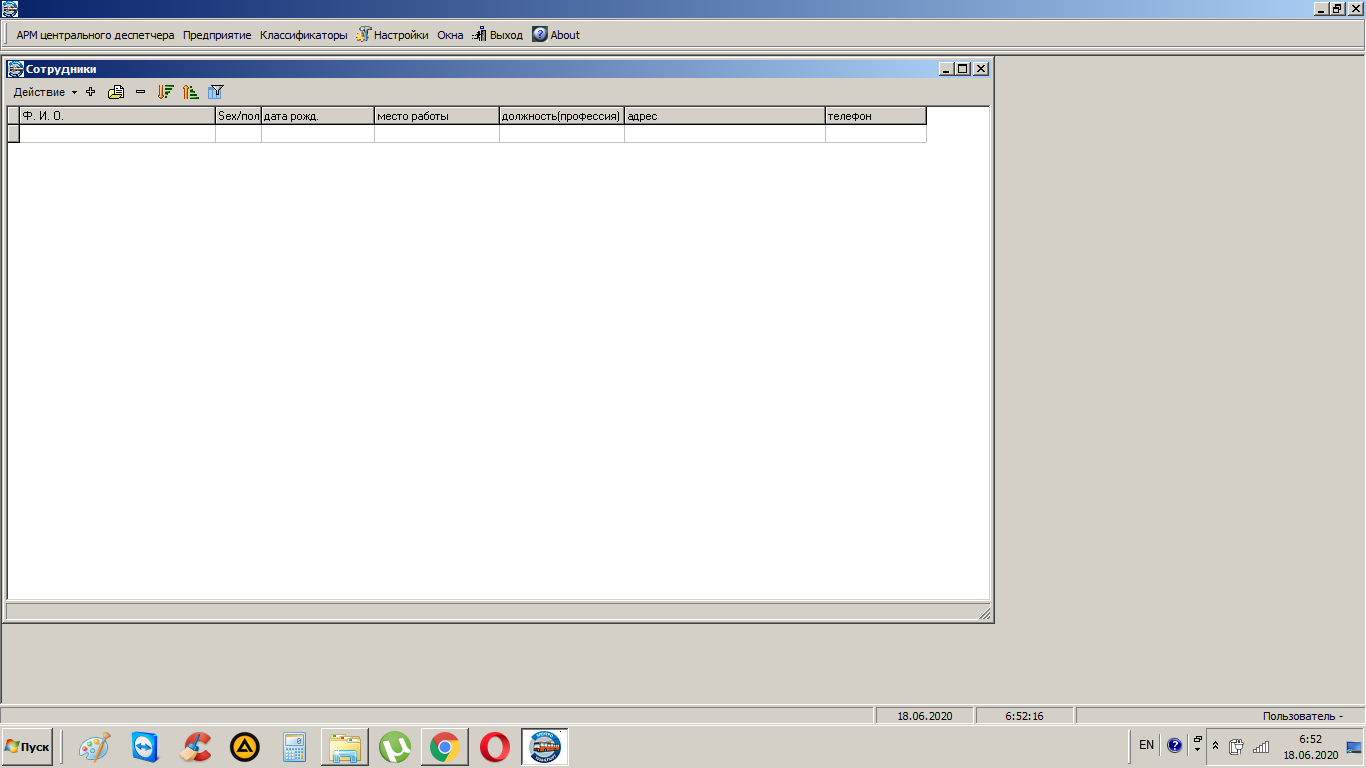 АРМ центрального деспетчера Предприятие Классификаторы Настройки Окна Выход About
Сотрудники
Действие
Ф. И. О. Sex/пол дата рожд. место работы должность(профессия) адрес телефон
18.06.2020 6:52:16 Пользователь -
Пуск EN 6:52
18.06.2020